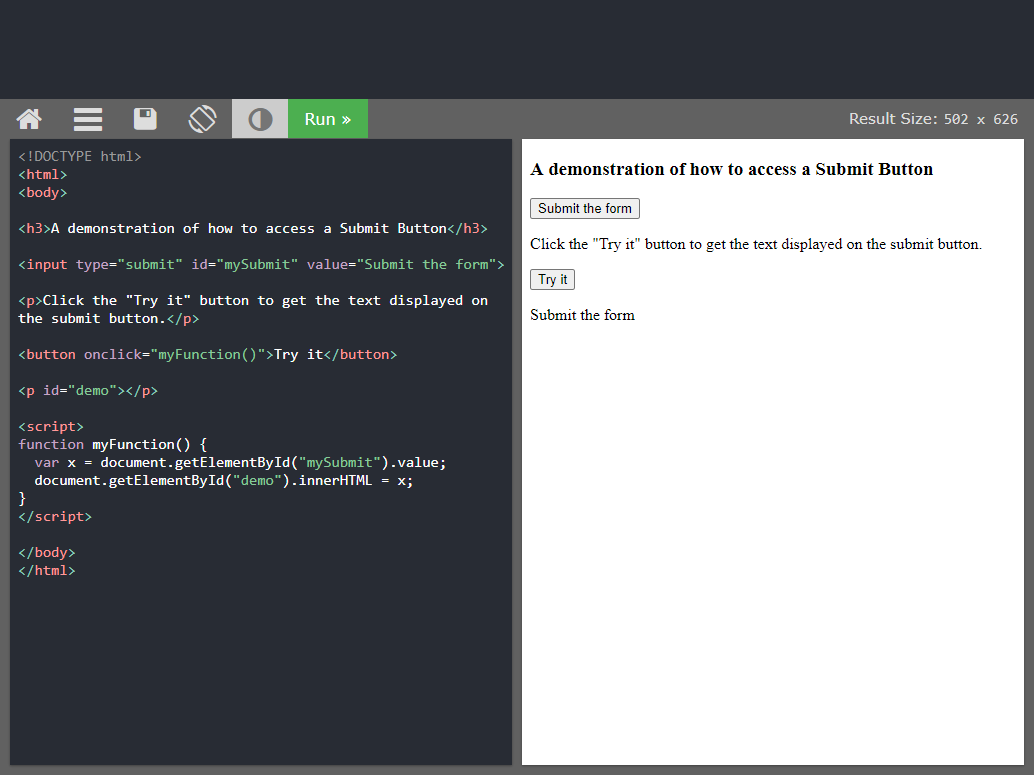 Run »
Result Size: 502 x 626
<!DOCTYPE html>
<html>
<body>
<h3>A demonstration of how to access a Submit Button</h3>
<input type="submit" id="mySubmit" value="Submit the form">
<p>Click the "Try it" button to get the text displayed on
the submit button.</p>
<button onclick="myFunction()">Try it</button>
<p id="demo"></p>
<script>
function myFunction() {
  var x = document.getElementById("mySubmit").value;
  document.getElementById("demo").innerHTML = x;
}
</script>
</body>
</html>
A demonstration of how to access a Submit Button
Submit the form
Click the "Try it" button to get the text displayed on the submit button.
Try it
Submit the form